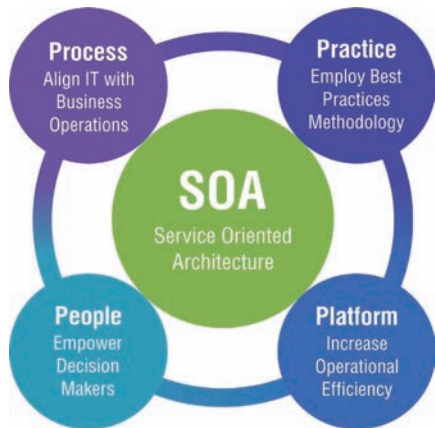 Process
Align IT with
Business
Operations
Practice
Employ Best
Practices
Methodology
SOA
Service Oriented
Architecture
People
Empower
Decision
Makers
Platform
Increase
Operational
Efficiency